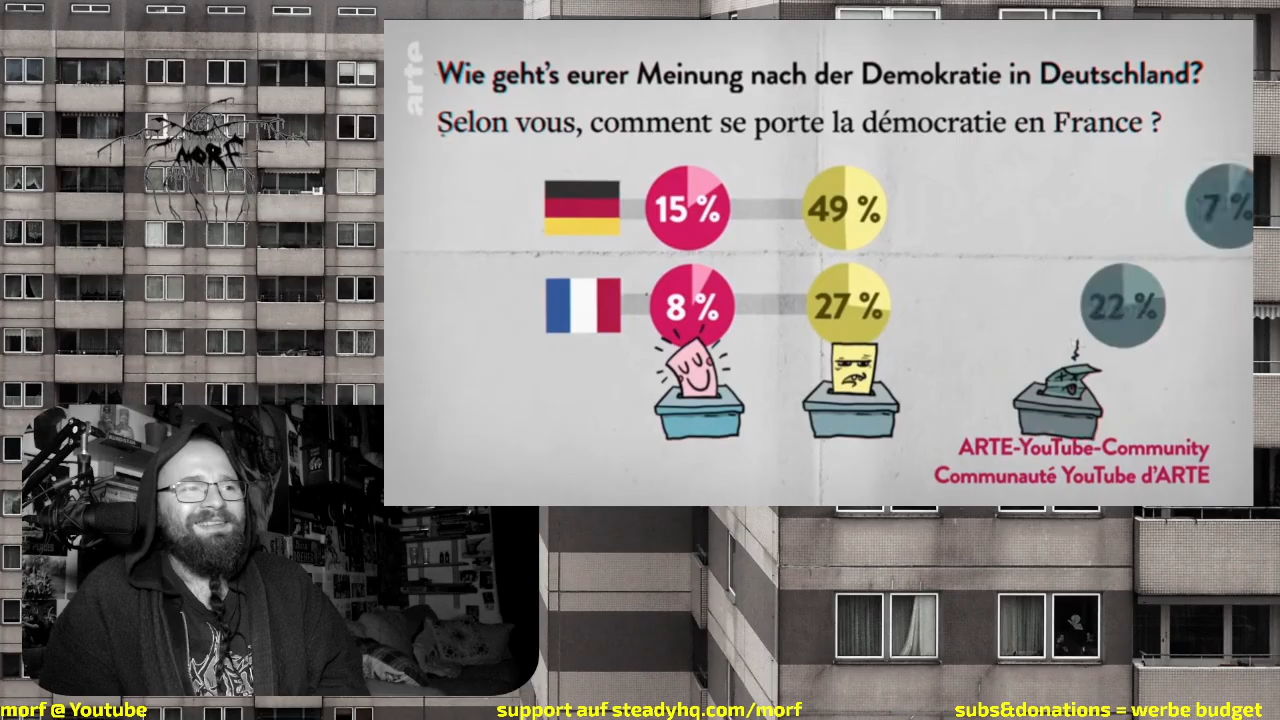 arte
Wie geht's eurer Meinung nach der Demokratie in Deutschland?
Selon vous, comment se porte la démocratie en France ?
15 % 49 % 7 %
8 % 27 % 22 %
ARTE-YouTube-Community
Communauté YouTube d'ARTE
MORF
morf @ Youtube
support auf steadyhq.com/morf
subs&donations = werbe budget